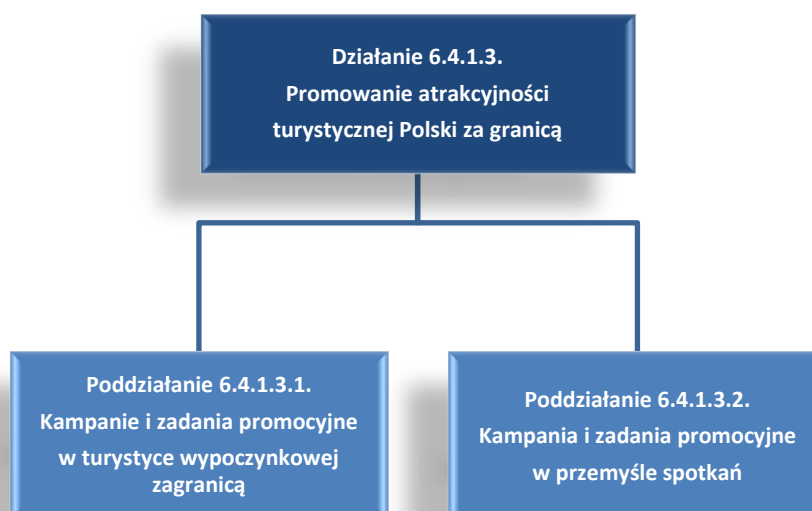 Działanie 6.4.1.3.
Promowanie atrakcyjności
turystycznej Polski za granicą
Poddziałanie 6.4.1.3.1.
Kampanie i zadania promocyjne
w turystyce wypoczynkowej
zagranicą
Poddziałanie 6.4.1.3.2.
Kampania i zadania promocyjne
w przemyśle spotkań